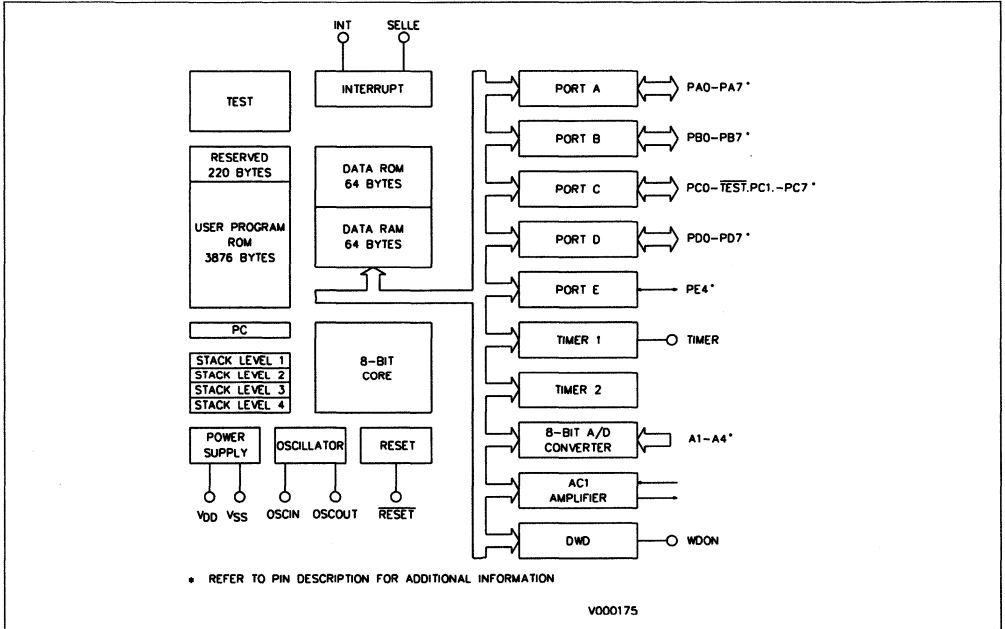 INT
SELLE
TEST
INTERRUPT
RESERVED
220 BYTES
USER PROGRAM
ROM
3876 BYTES
DATA ROM
64 BYTES
DATA RAM
64 BYTES
PC
STACK LEVEL 1
STACK LEVEL 2
STACK LEVEL 3
STACK LEVEL 4
8-BIT
CORE
POWER
SUPPLY
OSCILLATOR
RESET
VDD
VSS
OSCIN
OSCOUT
RESET
PORT A
PA0-PA7*
PORT B
PB0-PB7*
PORT C
PC0-TEST.PC1.-PC7*
PORT D
PD0-PD7*
PORT E
PE4*
TIMER 1
TIMER
TIMER 2
8-BIT A/D
CONVERTER
A1-A4*
AC1
AMPLIFIER
DWD
WDON
* REFER TO PIN DESCRIPTION FOR ADDITIONAL INFORMATION
V000175